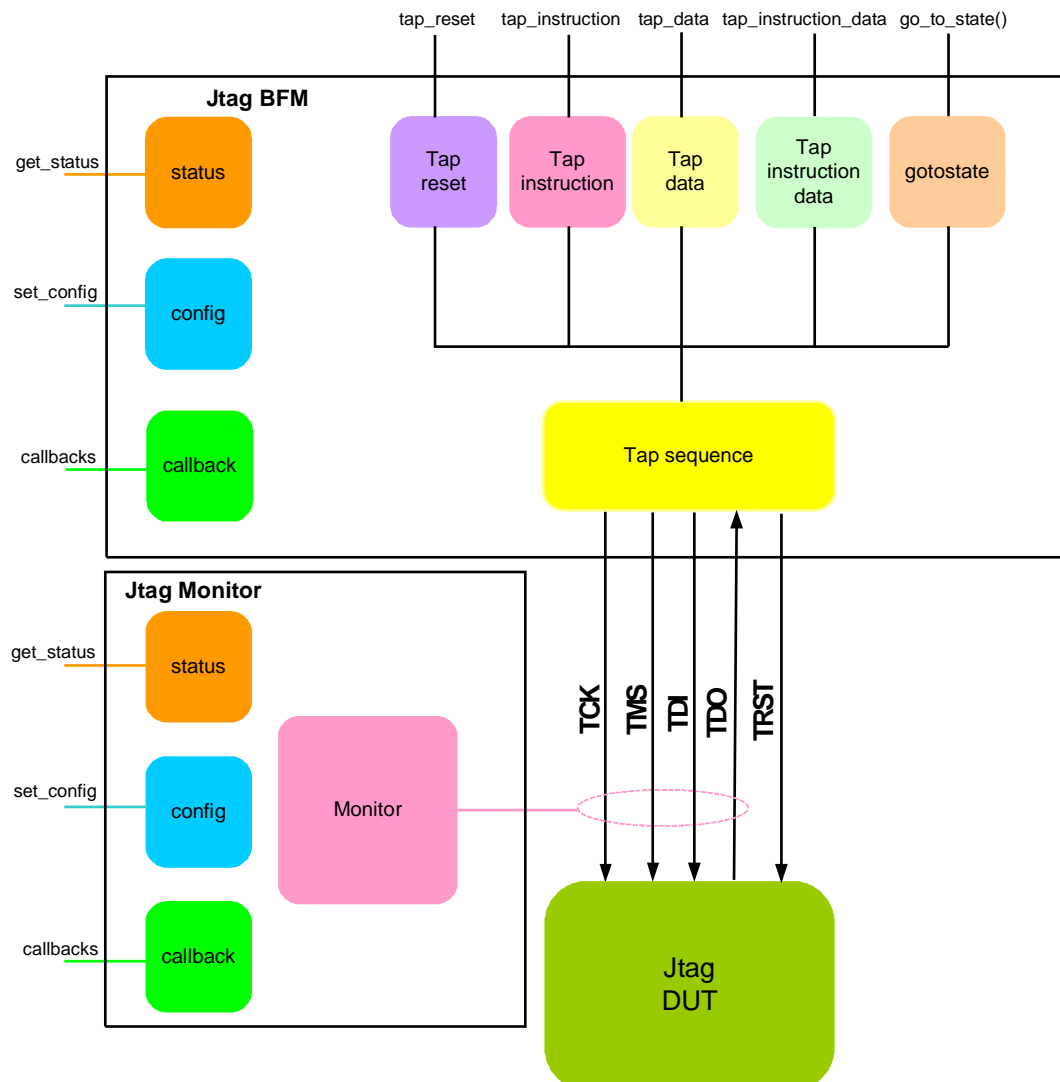 tap_reset
tap_instruction
tap_data
tap_instruction_data
go_to_state()
Jtag BFM
get_status
status
Tap
reset
Tap
instruction
Tap
data
Tap
instruction
data
gotostate
set_config
config
callbacks
callback
Tap sequence
Jtag Monitor
get_status
status
TCK
TMS
TDI
TDO
TRST
set_config
config
Monitor
callbacks
callback
Jtag
DUT